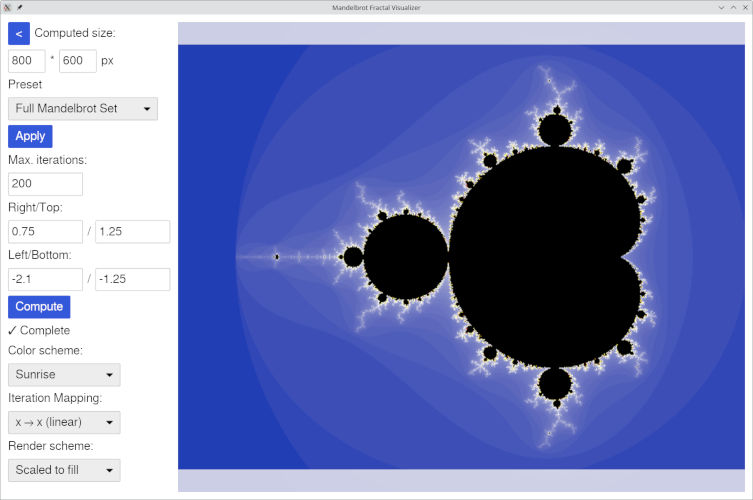 Mandelbrot Fractal Visualizer
< Computed size:
800 * 600 px
Preset
Full Mandelbrot Set
Apply
Max. iterations:
200
Right/Top:
0.75 / 1.25
Left/Bottom:
-2.1 / -1.25
Compute
✓ Complete
Color scheme:
Sunrise
Iteration Mapping:
x → x (linear)
Render scheme:
Scaled to fill